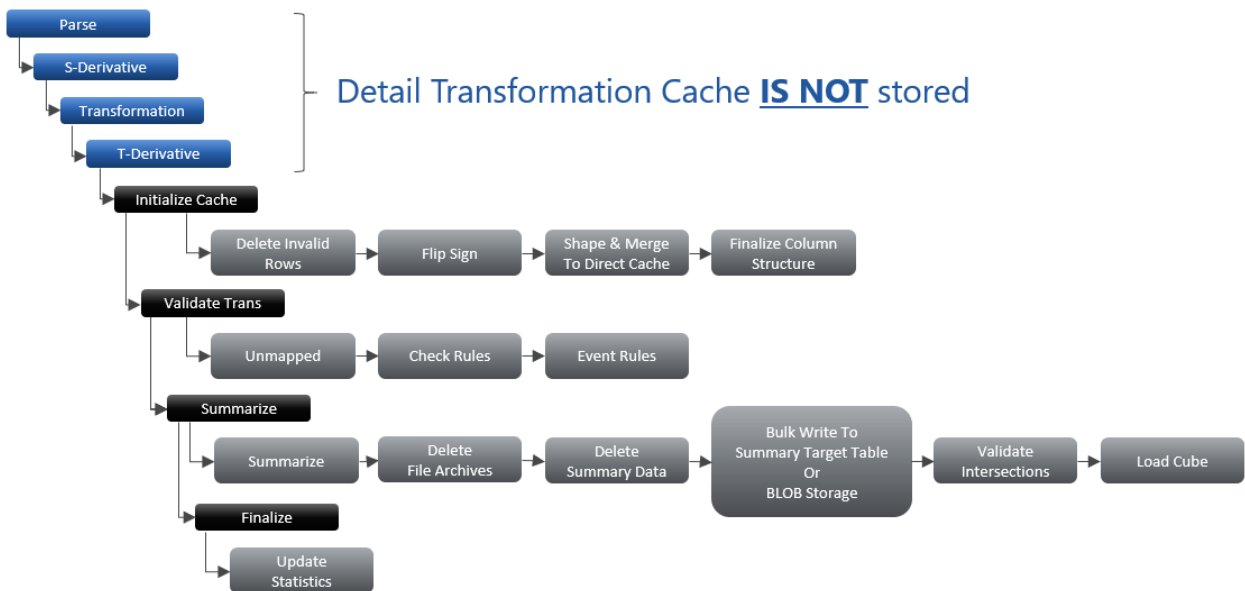 Parse
S-Derivative
Detail Transformation Cache IS NOT stored
Transformation
T-Derivative
Initialize Cache
Delete Invalid
Rows
Flip Sign
Shape & Merge
To Direct Cache
Finalize Column
Structure
Validate Trans
Unmapped
Check Rules
Event Rules
Summarize
Summarize
Delete
File Archives
Delete
Summary Data
Bulk Write To
Summary Target Table
Or
BLOB Storage
Validate
Intersections
Load Cube
Finalize
Update
Statistics